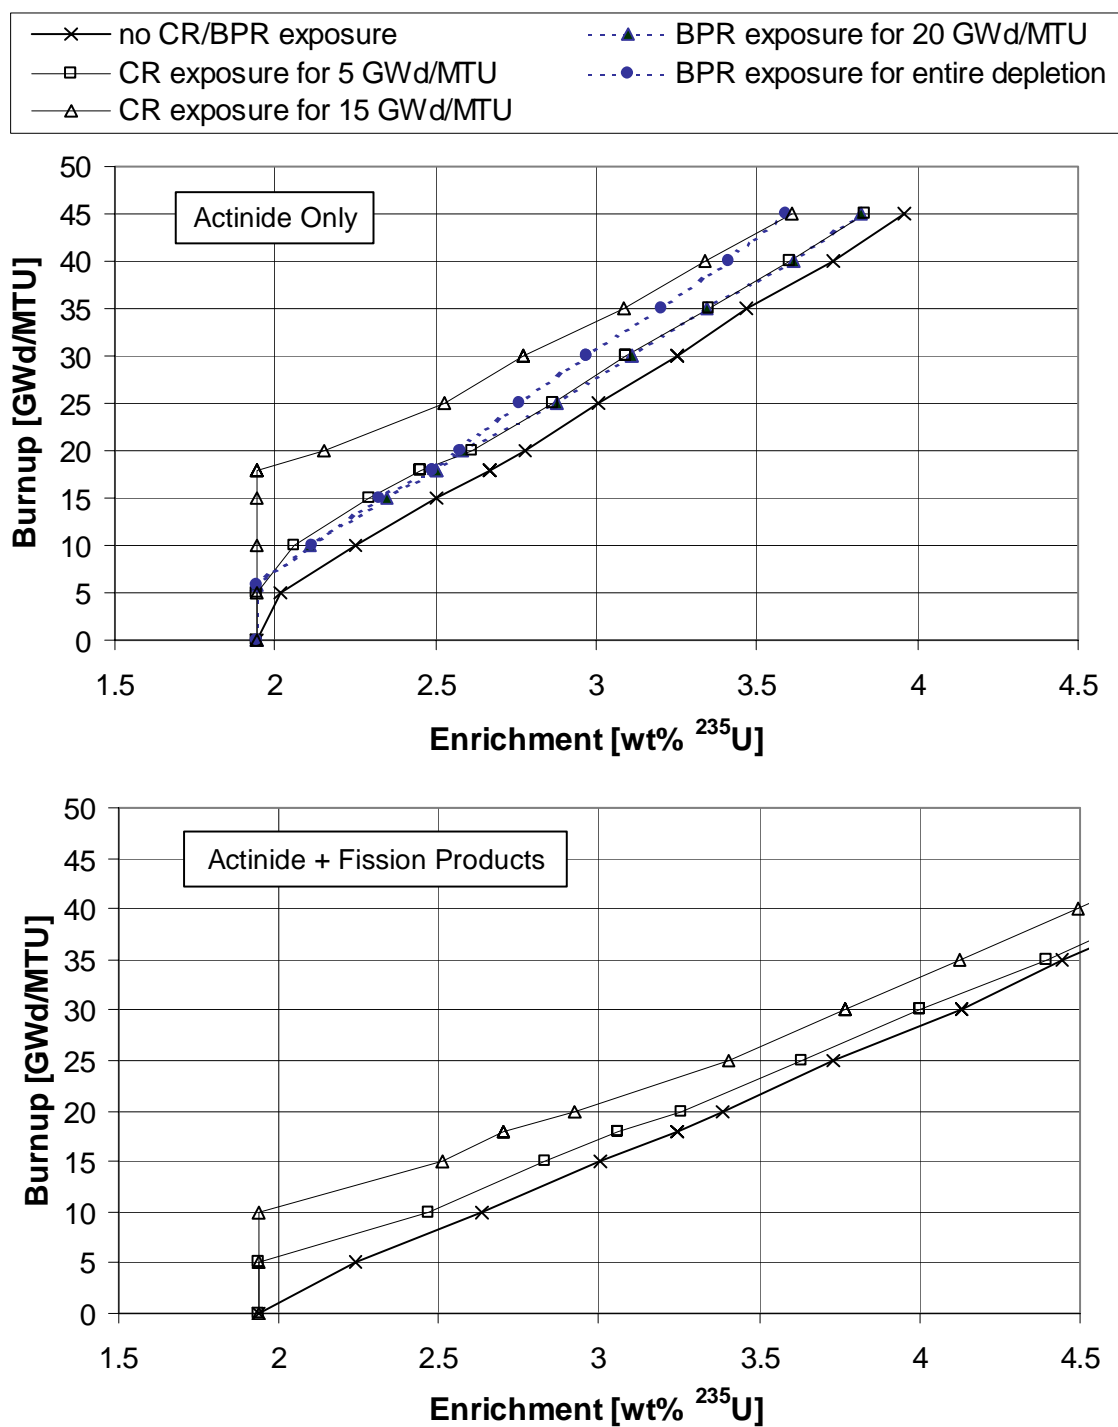 no CR/BPR exposure
BPR exposure for 20 GWd/MTU
CR exposure for 5 GWd/MTU
BPR exposure for entire depletion
CR exposure for 15 GWd/MTU
50
45
40
35
30
25
20
15
10
5
0
Actinide Only
Burnup [GWd/MTU]
1.5 2 2.5 3 3.5 4 4.5
Enrichment [wt% ²³⁵U]
50
45
40
35
30
25
20
15
10
5
0
Actinide + Fission Products
Burnup [GWd/MTU]
1.5 2 2.5 3 3.5 4 4.5
Enrichment [wt% ²³⁵U]